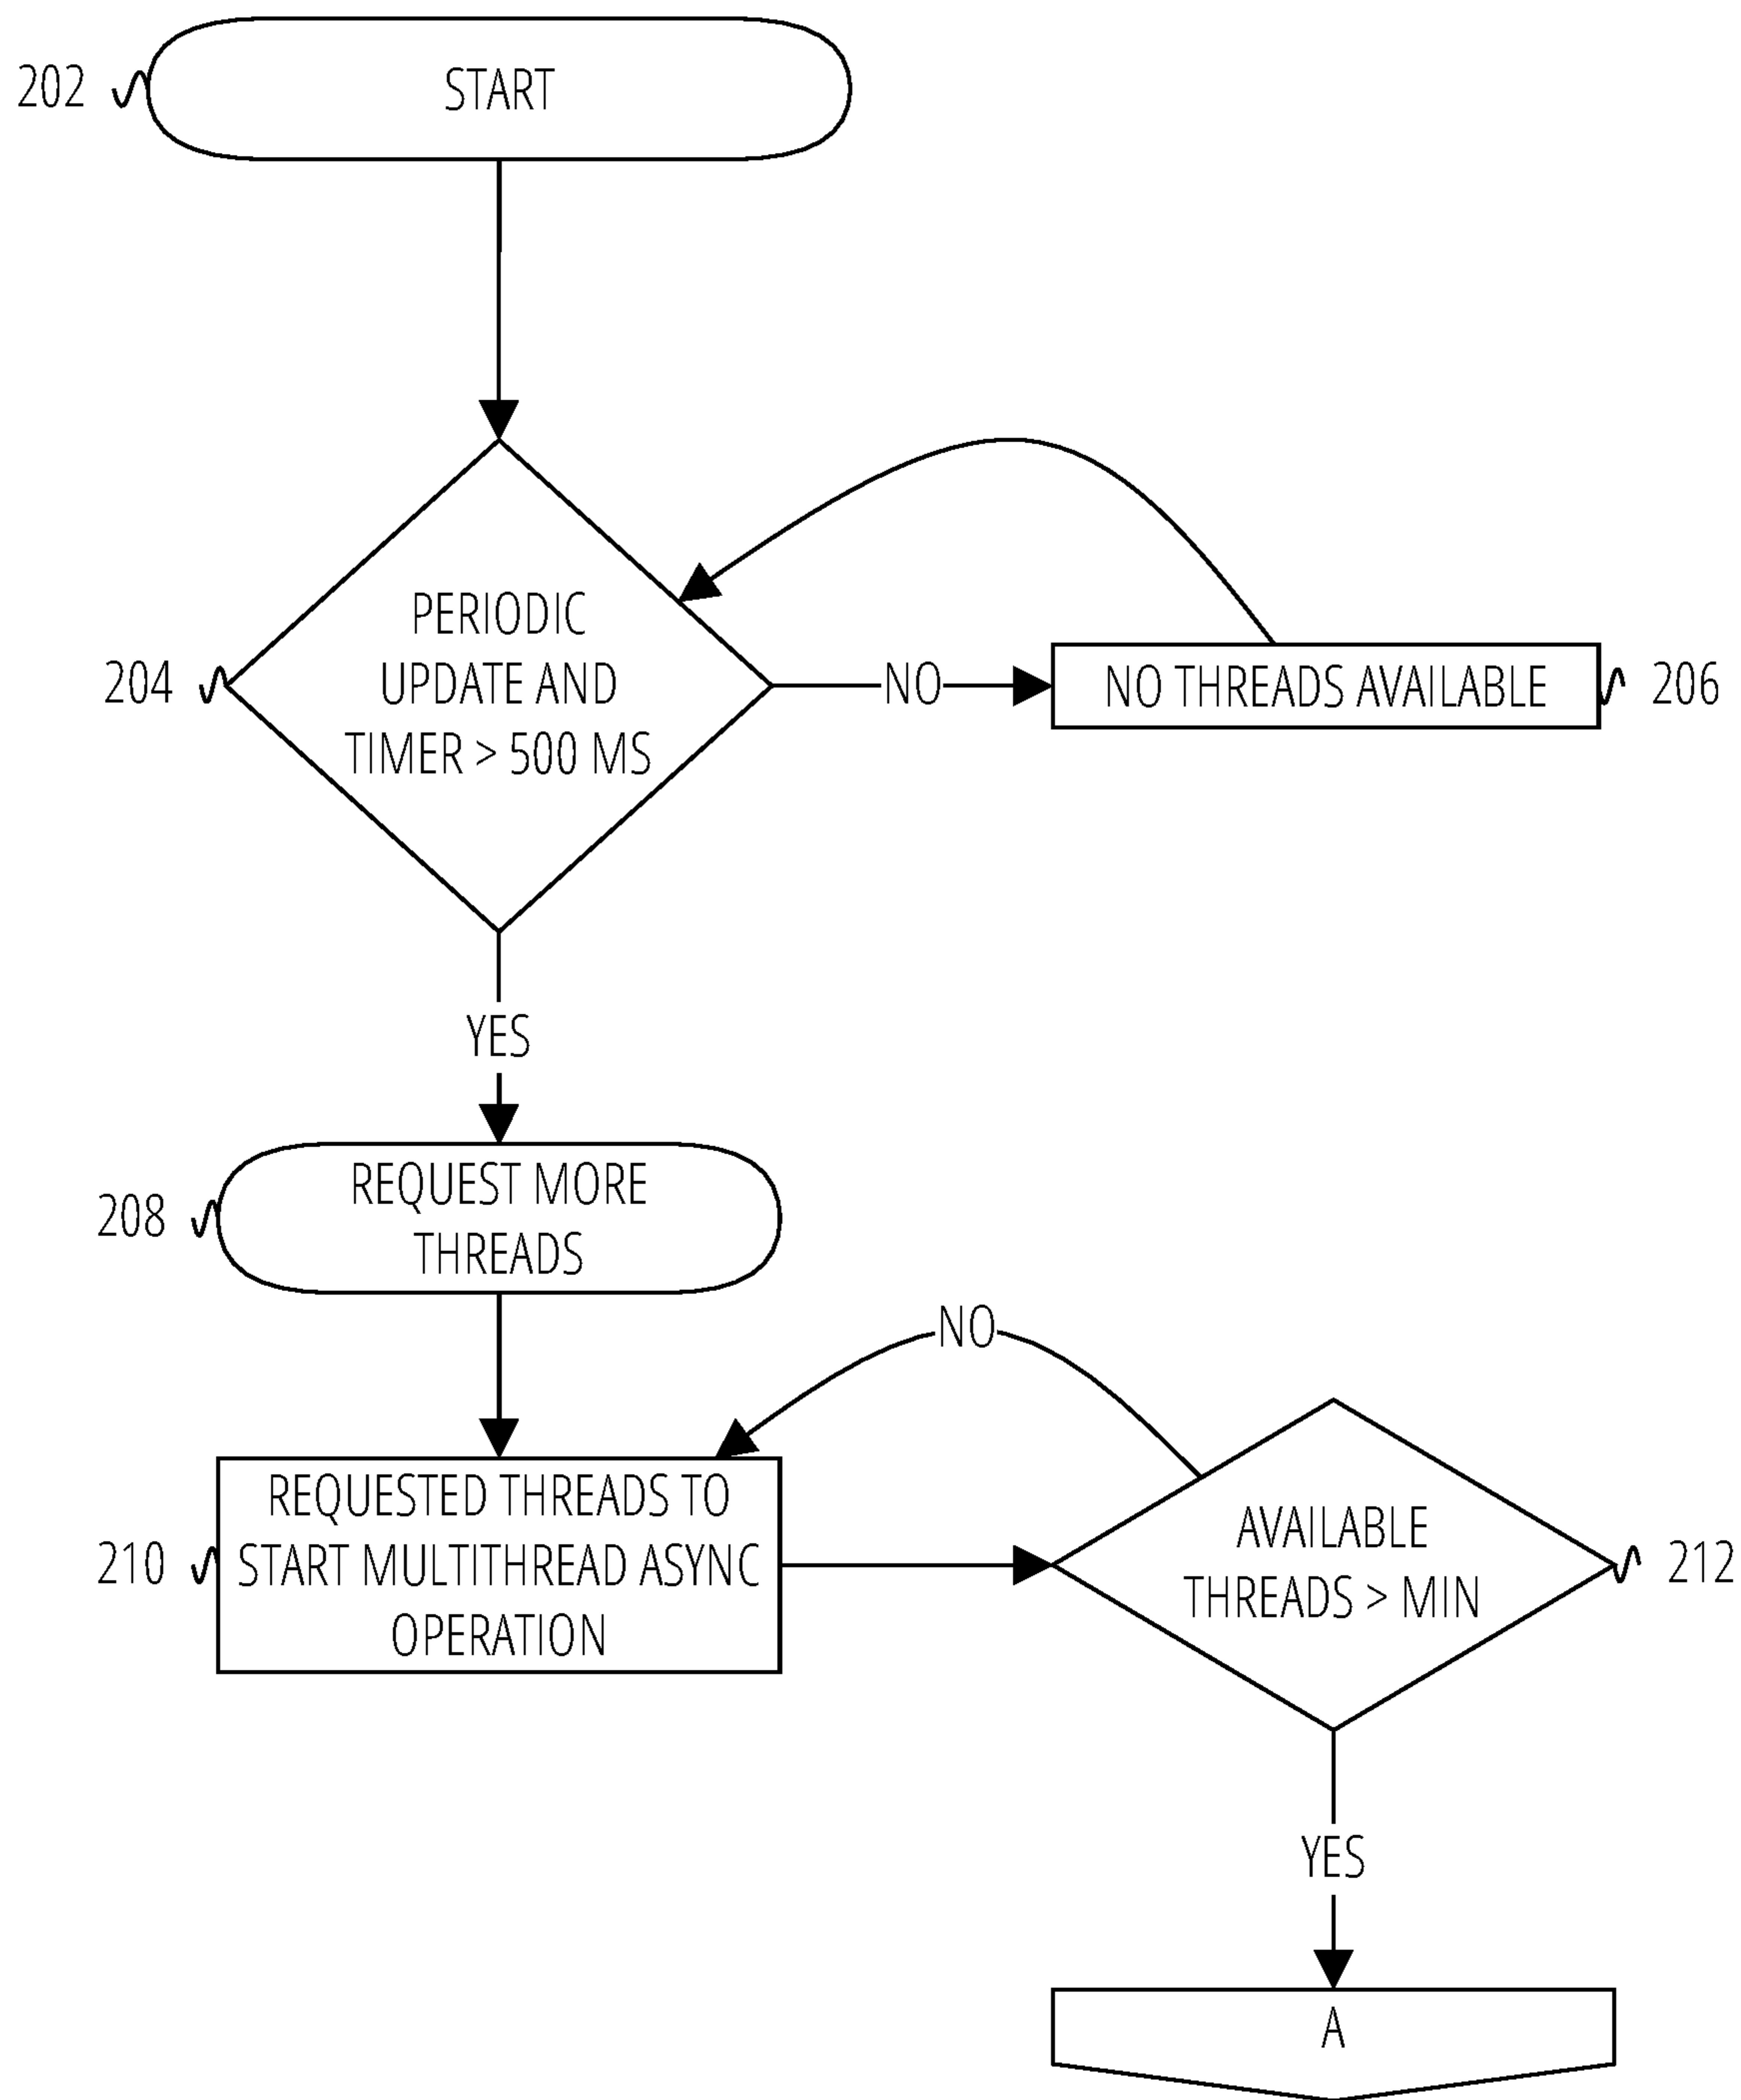 202
START
PERIODIC
UPDATE AND
TIMER > 500 MS
204
NO
NO THREADS AVAILABLE
206
YES
REQUEST MORE
THREADS
208
NO
REQUESTED THREADS TO
START MULTITHREAD ASYNC
OPERATION
210
AVAILABLE
THREADS > MIN
212
YES
A